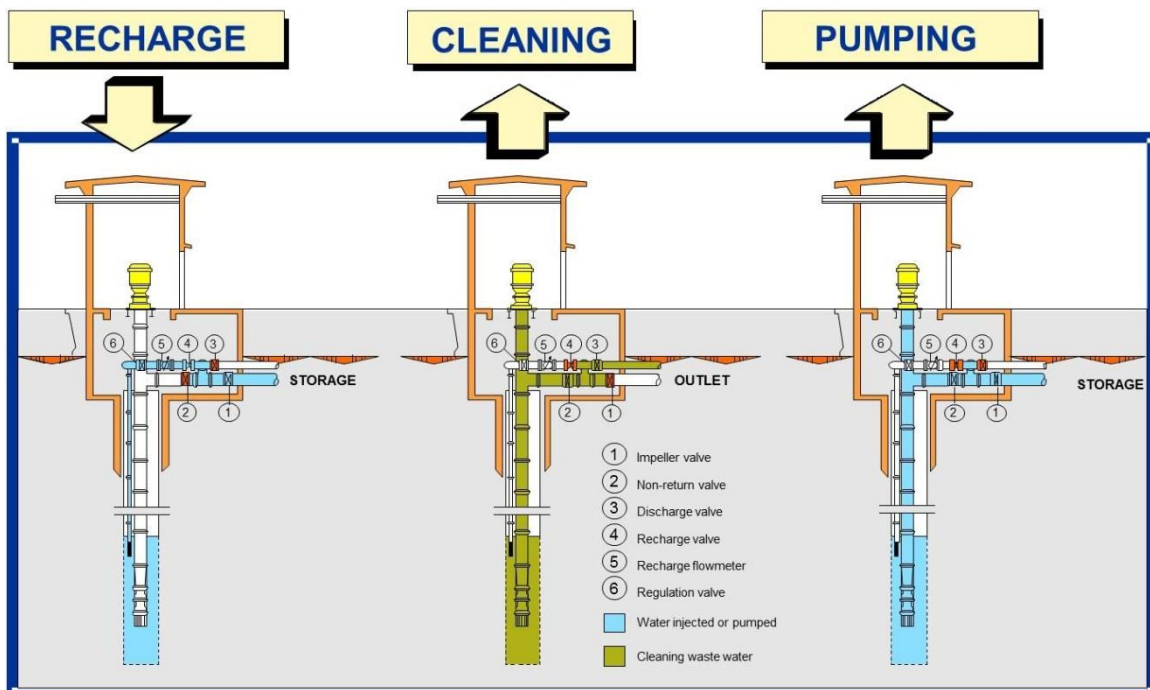 RECHARGE
CLEANING
PUMPING
6
5
4
3
STORAGE
2
1
6
5
4
3
OUTLET
2
1
6
5
4
3
STORAGE
2
1
1 Impeller valve
2 Non-return valve
3 Discharge valve
4 Recharge valve
5 Recharge flowmeter
6 Regulation valve
Water injected or pumped
Cleaning waste water